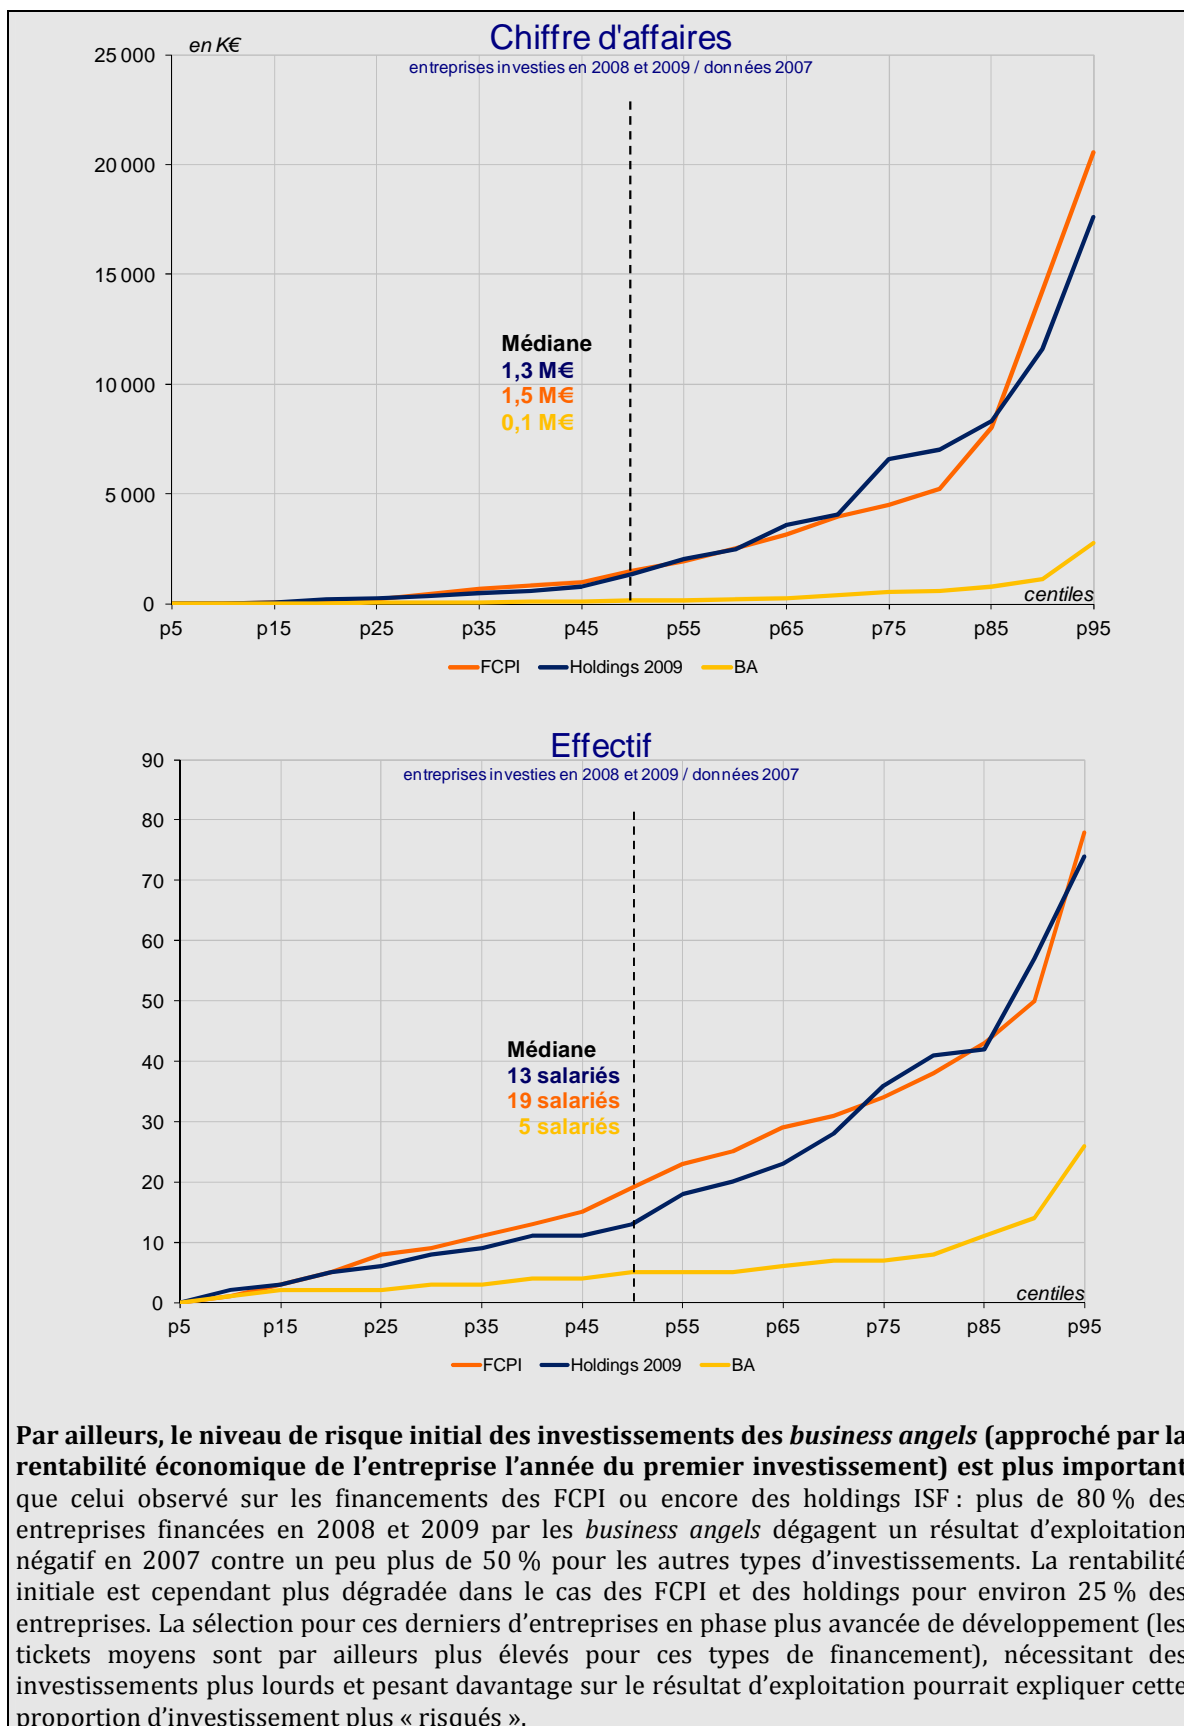 Chiffre d'affaires
en K€
entreprises investies en 2008 et 2009 / données 2007
25 000
20 000
15 000
10 000
5 000
0
Médiane
1,3 M€
1,5 M€
0,1 M€
centiles
p5 p15 p25 p35 p45 p55 p65 p75 p85 p95
FCPI Holdings 2009 BA
Effectif
entreprises investies en 2008 et 2009 / données 2007
90
80
70
60
50
40
30
20
10
0
Médiane
13 salariés
19 salariés
5 salariés
centiles
p5 p15 p25 p35 p45 p55 p65 p75 p85 p95
FCPI Holdings 2009 BA
Par ailleurs, le niveau de risque initial des investissements des business angels (approché par la
rentabilité économique de l'entreprise l'année du premier investissement) est plus important
que celui observé sur les financements des FCPI ou encore des holdings ISF : plus de 80 % des
entreprises financées en 2008 et 2009 par les business angels dégagent un résultat d'exploitation
négatif en 2007 contre un peu plus de 50 % pour les autres types d'investissements. La rentabilité
initiale est cependant plus dégradée dans le cas des FCPI et des holdings pour environ 25 % des
entreprises. La sélection pour ces derniers d'entreprises en phase plus avancée de développement (les
tickets moyens sont par ailleurs plus élevés pour ces types de financement), nécessitant des
investissements plus lourds et pesant davantage sur le résultat d'exploitation pourrait expliquer cette
proportion d'investissement plus « risqués ».